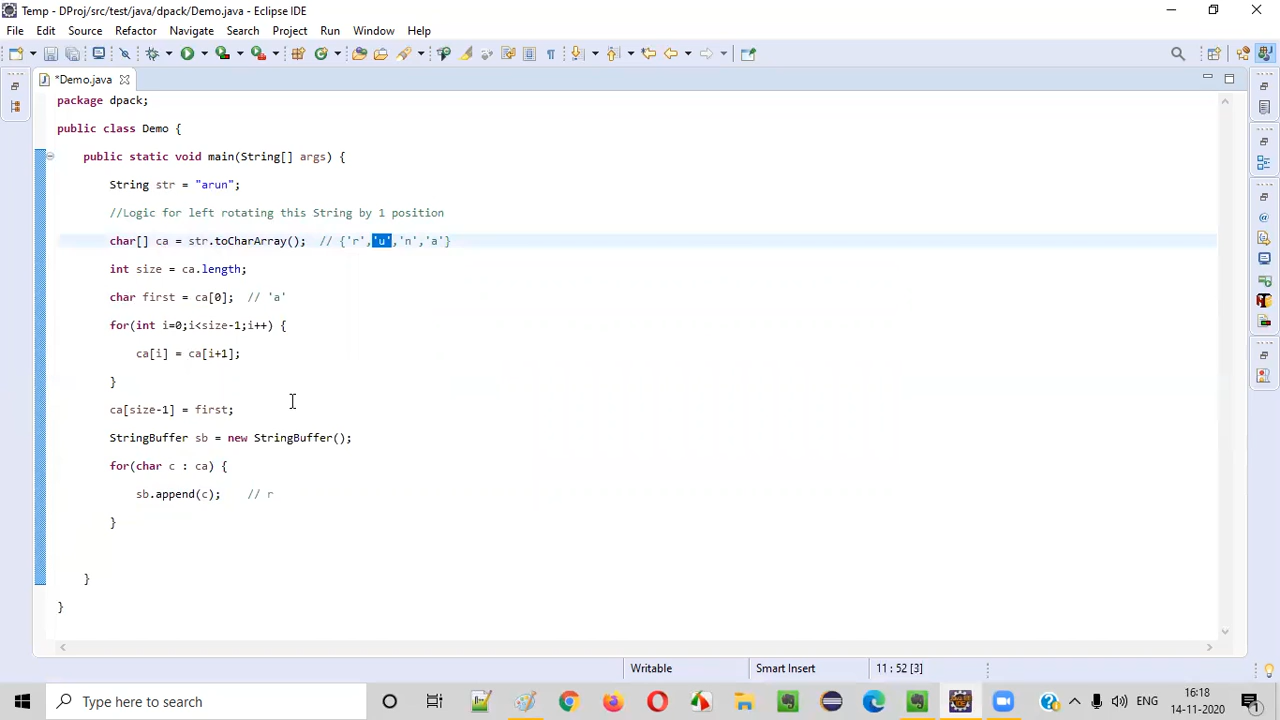 Temp - DProj/src/test/java/dpack/Demo.java - Eclipse IDE
File Edit Source Refactor Navigate Search Project Run Window Help
*Demo.java
package dpack;
public class Demo {
public static void main(String[] args) {
String str = "arun";
//Logic for left rotating this String by 1 position
char[] ca = str.toCharArray(); // {'r','u','n','a'}
int size = ca.length;
char first = ca[0]; // 'a'
for(int i=0;i<size-1;i++) {
ca[i] = ca[i+1];
}
ca[size-1] = first;
StringBuffer sb = new StringBuffer();
for(char c : ca) {
sb.append(c); // r
}
}
}
Writable Smart Insert 11 : 52 [3]
Type here to search
ENG
16:18
14-11-2020